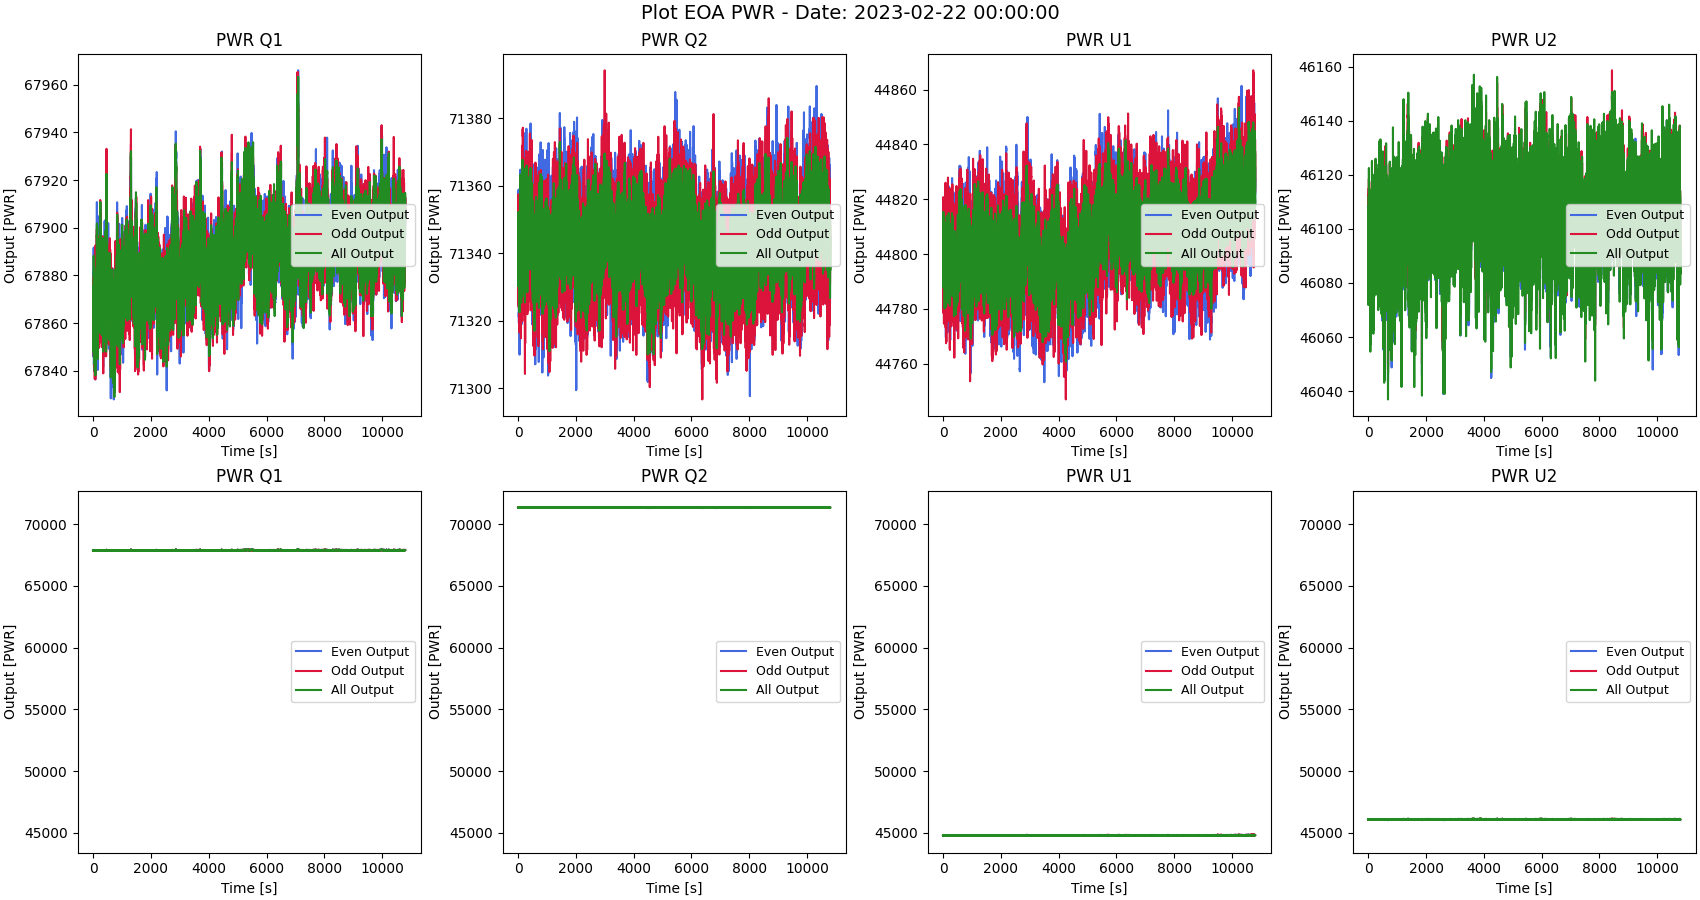 Plot EOA PWR - Date: 2023-02-22 00:00:00
PWR Q1
Output [PWR]
67960
67940
67920
67900
67880
67860
67840
0 2000 4000 6000 8000 10000
Time [s]
Even Output
Odd Output
All Output
PWR Q2
Output [PWR]
71380
71360
71340
71320
71300
0 2000 4000 6000 8000 10000
Time [s]
Even Output
Odd Output
All Output
PWR U1
Output [PWR]
44860
44840
44820
44800
44780
44760
0 2000 4000 6000 8000 10000
Time [s]
Even Output
Odd Output
All Output
PWR U2
Output [PWR]
46160
46140
46120
46100
46080
46060
46040
0 2000 4000 6000 8000 10000
Time [s]
Even Output
Odd Output
All Output
PWR Q1
Output [PWR]
70000
65000
60000
55000
50000
45000
0 2000 4000 6000 8000 10000
Time [s]
Even Output
Odd Output
All Output
PWR Q2
Output [PWR]
70000
65000
60000
55000
50000
45000
0 2000 4000 6000 8000 10000
Time [s]
Even Output
Odd Output
All Output
PWR U1
Output [PWR]
70000
65000
60000
55000
50000
45000
0 2000 4000 6000 8000 10000
Time [s]
Even Output
Odd Output
All Output
PWR U2
Output [PWR]
70000
65000
60000
55000
50000
45000
0 2000 4000 6000 8000 10000
Time [s]
Even Output
Odd Output
All Output